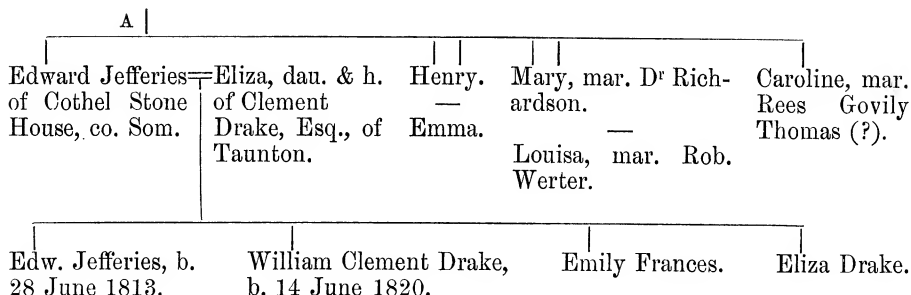 A
Edward Jefferies
of Cothel Stone
House, co. Som.
Eliza, dau. & h.
of Clement
Drake, Esq., of
Taunton.
Henry.
—
Emma.
Mary, mar. Dʳ Rich-
ardson.
—
Louisa, mar. Rob.
Werter.
Caroline, mar.
Rees Govily
Thomas (?).
Edw. Jefferies, b.
28 June 1813.
William Clement Drake,
b. 14 June 1820.
Emily Frances.
Eliza Drake.